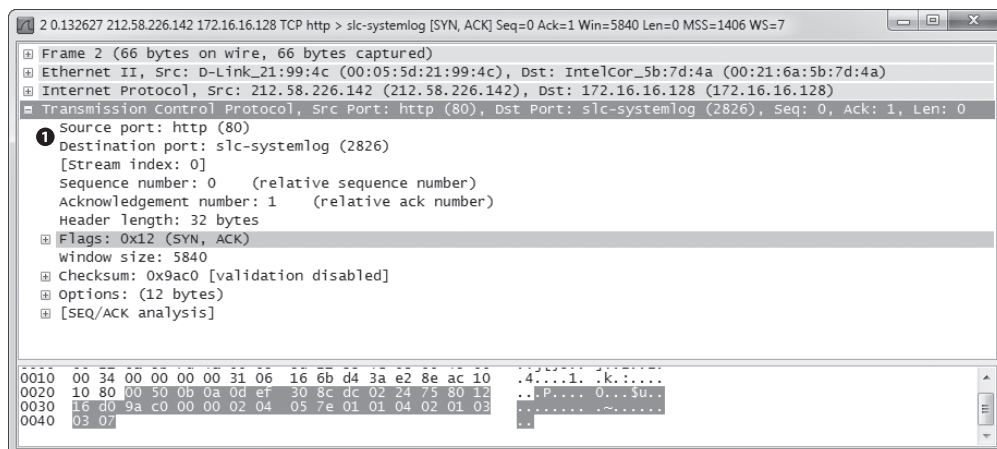 2 0.132627 212.58.226.142 172.16.16.128 TCP http > slc-systemlog [SYN, ACK] Seq=0 Ack=1 Win=5840 Len=0 MSS=1406 WS=7
Frame 2 (66 bytes on wire, 66 bytes captured)
Ethernet II, Src: D-Link_21:99:4c (00:05:5d:21:99:4c), Dst: IntelCor_5b:7d:4a (00:21:6a:5b:7d:4a)
Internet Protocol, Src: 212.58.226.142 (212.58.226.142), Dst: 172.16.16.128 (172.16.16.128)
Transmission Control Protocol, Src Port: http (80), Dst Port: slc-systemlog (2826), Seq: 0, Ack: 1, Len: 0
Source port: http (80)
1
Destination port: slc-systemlog (2826)
[Stream index: 0]
Sequence number: 0 (relative sequence number)
Acknowledgement number: 1 (relative ack number)
Header length: 32 bytes
Flags: 0x12 (SYN, ACK)
Window size: 5840
Checksum: 0x9ac0 [validation disabled]
Options: (12 bytes)
[SEQ/ACK analysis]
0010 00 34 00 00 00 00 31 06 16 6b d4 3a e2 8e ac 10 .4....1. .k.:....
0020 10 80 00 50 0b 0a 0d ef 30 8c dc 02 24 75 80 12 ...P.... 0...$u..
0030 16 d0 9a c0 00 00 02 04 05 7e 01 01 04 02 01 03 ........ .~......
0040 03 07 ..